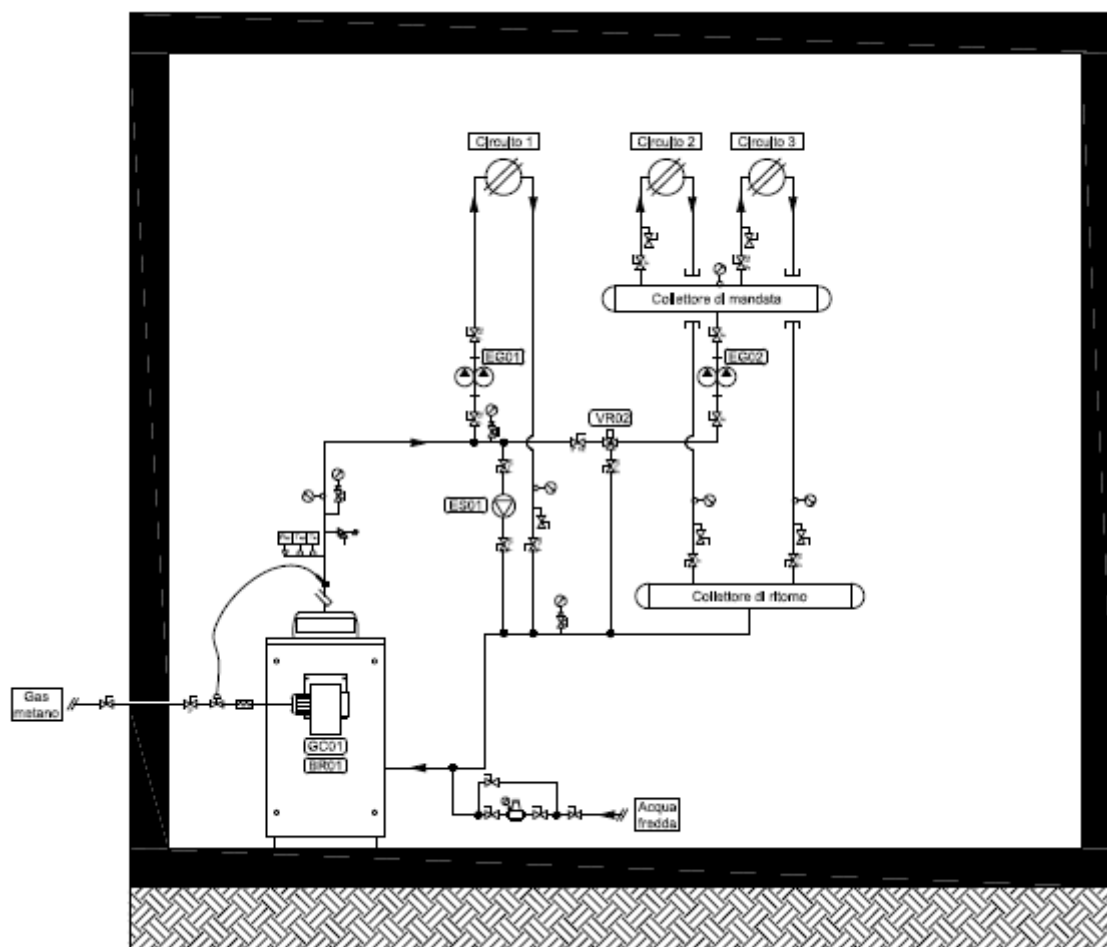 Circuito 1
Circuito 2
Circuito 3
Collettore di mandata
EG01
EG02
VR02
ES01
Collettore di ritorno
Gas
metano
GC01
BR01
Acqua
fredda